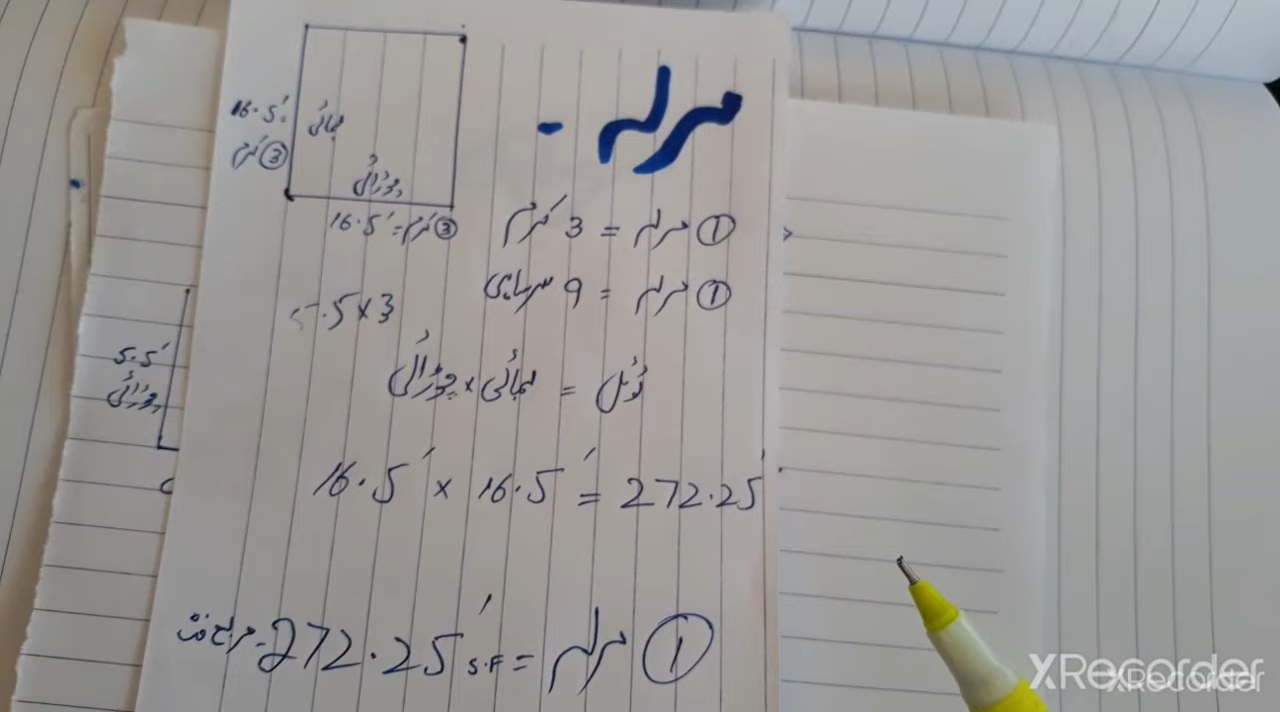 مرلہ -
16.5' =
③ کرم
لمبائی
چوڑائی
16.5' = کرم ③
① مرلہ = 3 کرم
① مرلہ = 9 سرساہی
5.5 x 3
لمبائی x چوڑائی =
16.5' x 16.5' = 272.25'
① مرلہ = 272.25' S.F - مربع فٹ
5.5'
چوڑائی
XRecorder
XRecorder